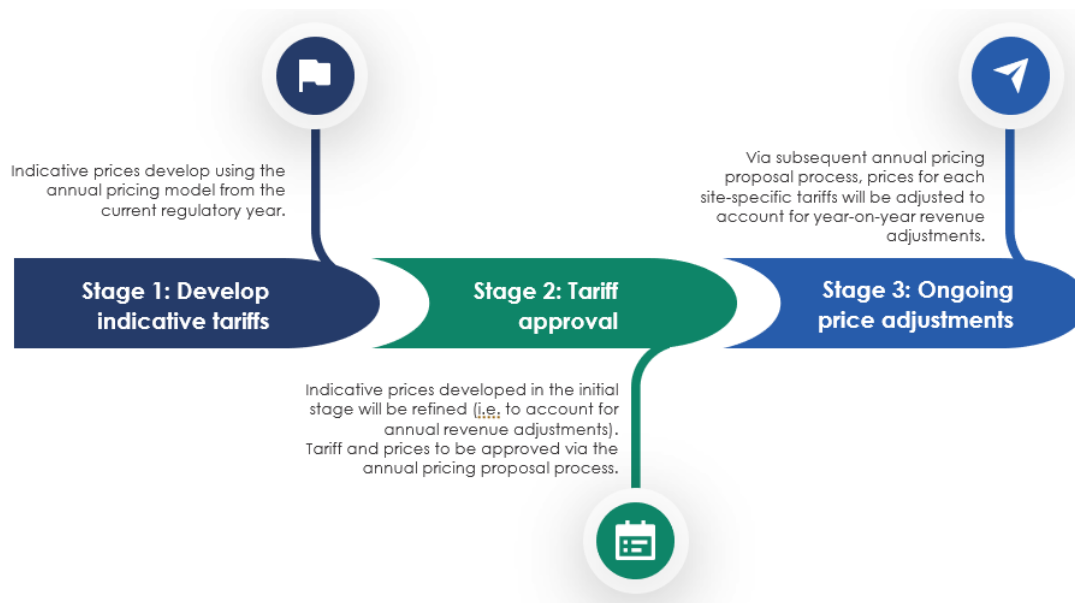 Indicative prices develop using the
annual pricing model from the
current regulatory year.
Stage 1: Develop
indicative tariffs
Indicative prices developed in the initial
stage will be refined (i.e. to account for
annual revenue adjustments).
Tariff and prices to be approved via the
annual pricing proposal process.
Stage 2: Tariff
approval
Via subsequent annual pricing
proposal process, prices for each
site-specific tariffs will be adjusted to
account for year-on-year revenue
adjustments.
Stage 3: Ongoing
price adjustments